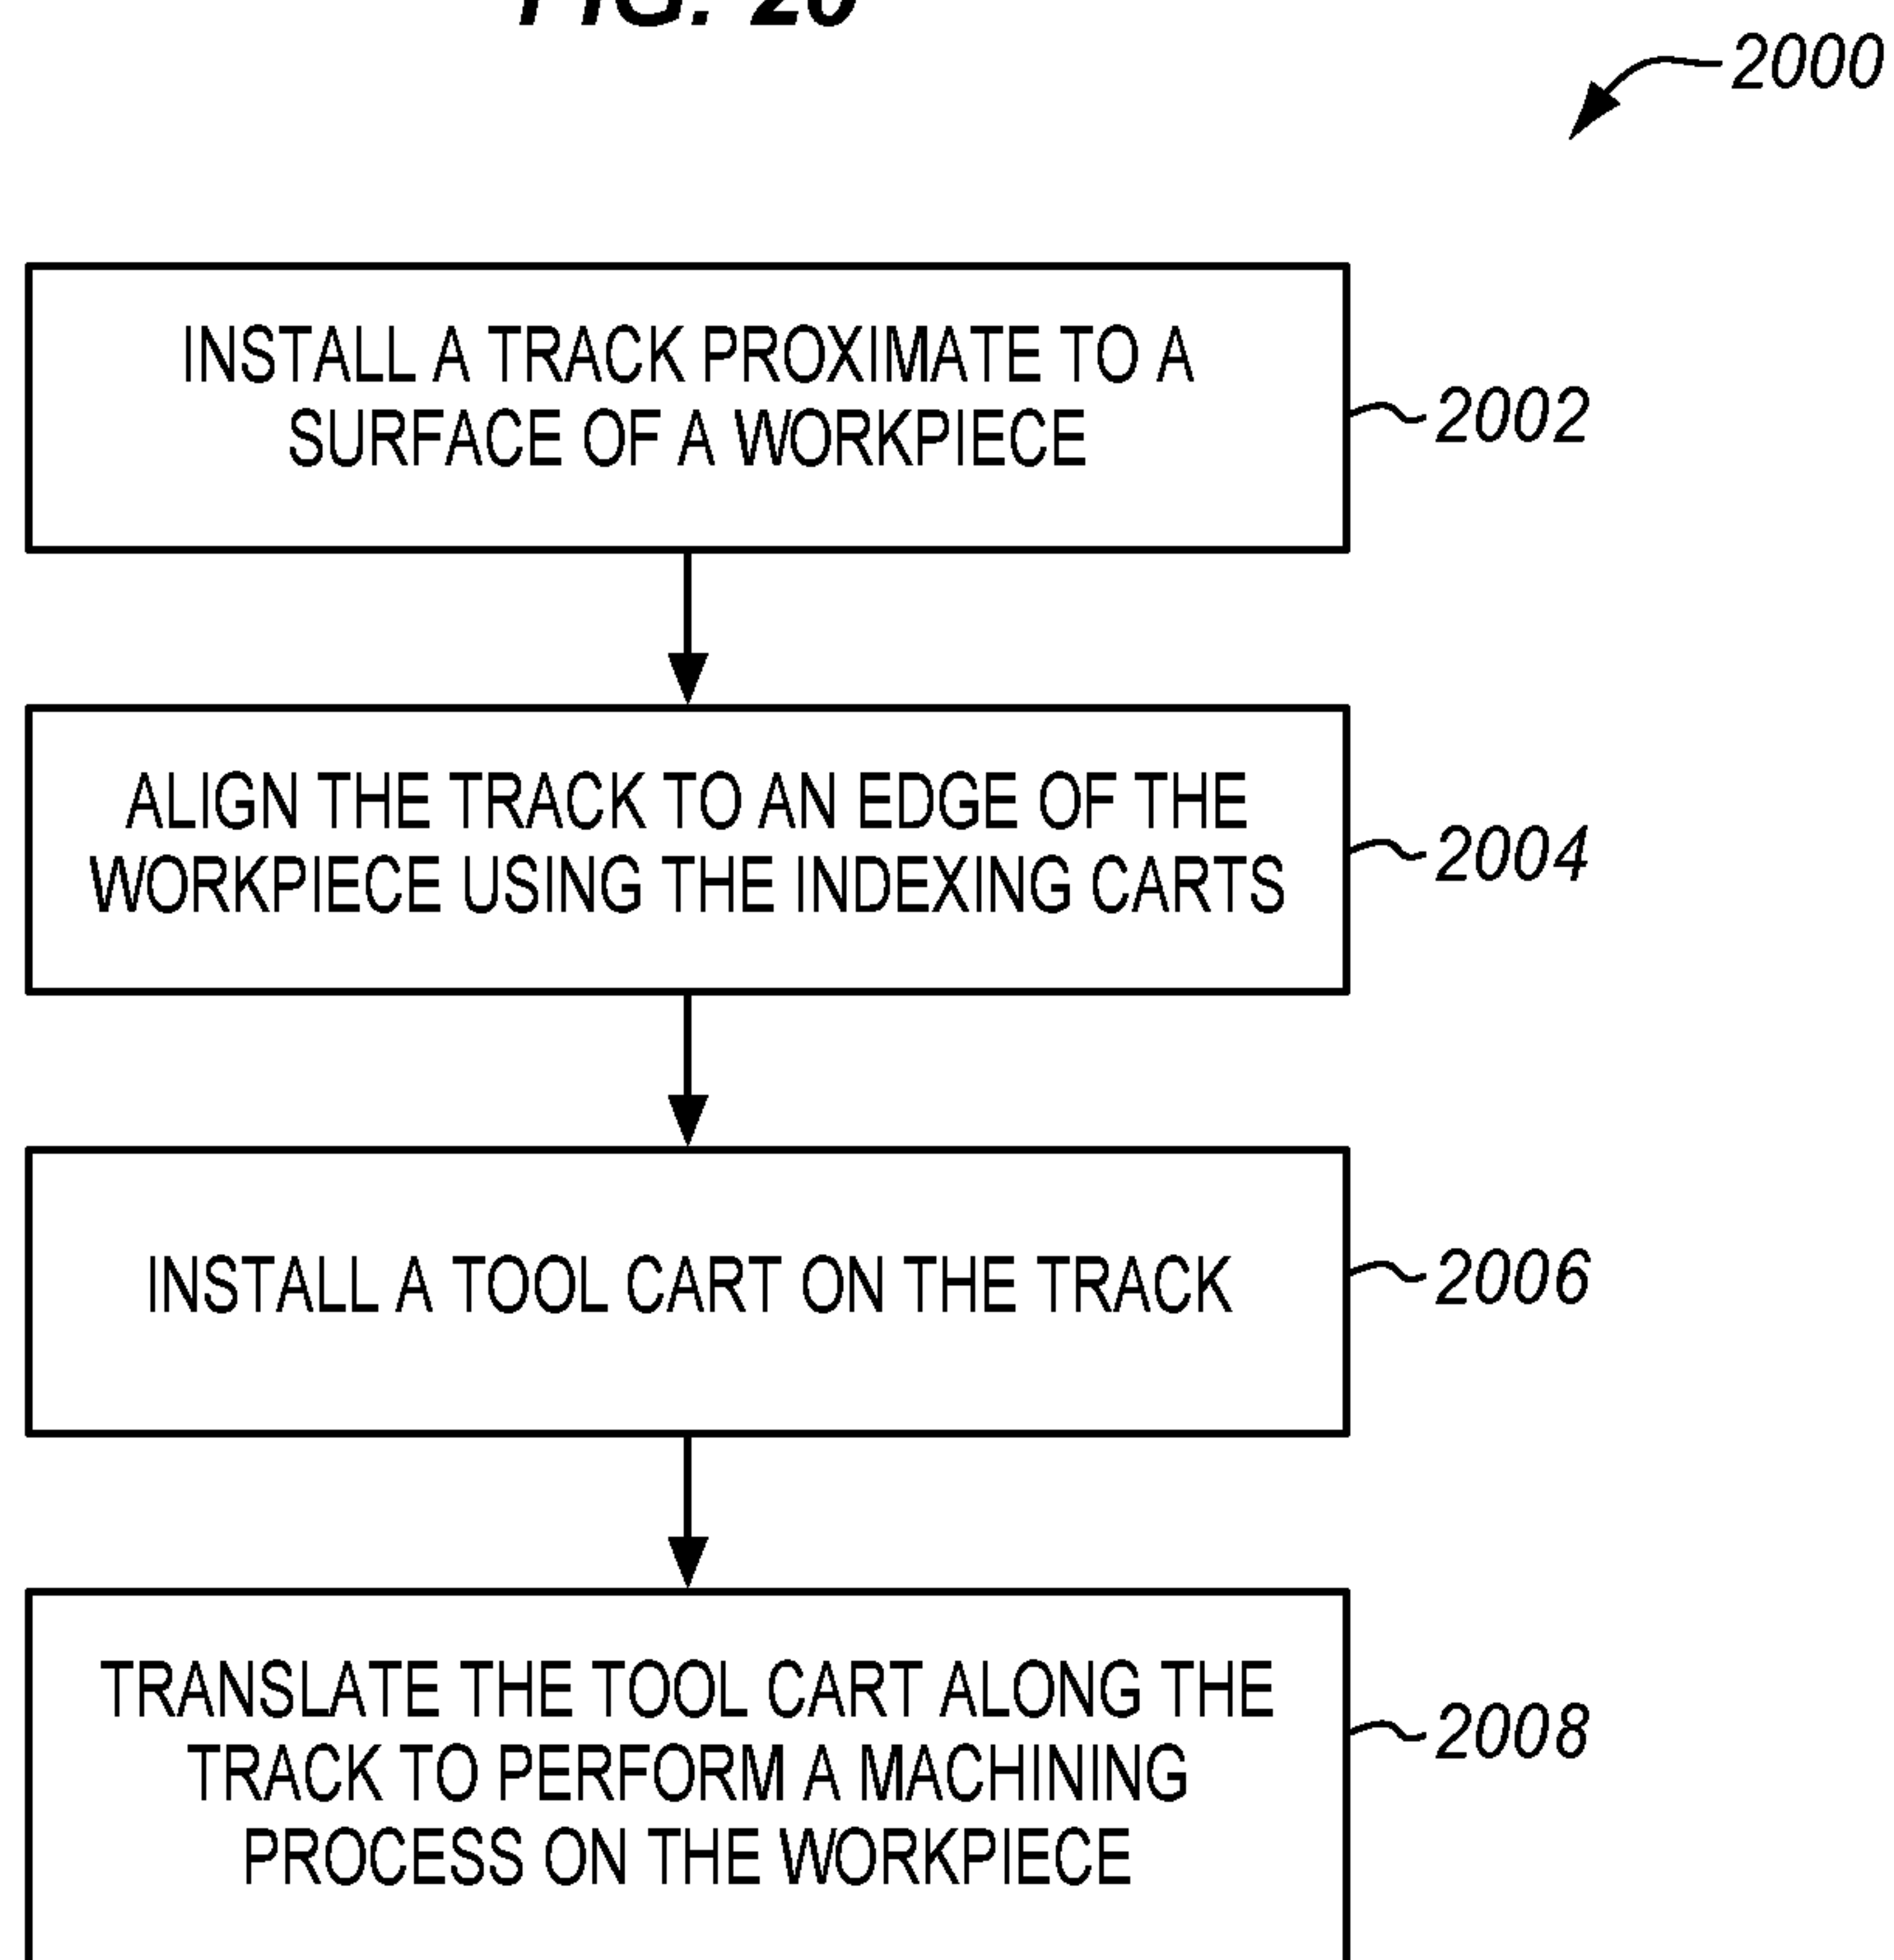 FIG. 20
2000
INSTALL A TRACK PROXIMATE TO A
SURFACE OF A WORKPIECE
2002
ALIGN THE TRACK TO AN EDGE OF THE
WORKPIECE USING THE INDEXING CARTS
2004
INSTALL A TOOL CART ON THE TRACK
2006
TRANSLATE THE TOOL CART ALONG THE
TRACK TO PERFORM A MACHINING
PROCESS ON THE WORKPIECE
2008